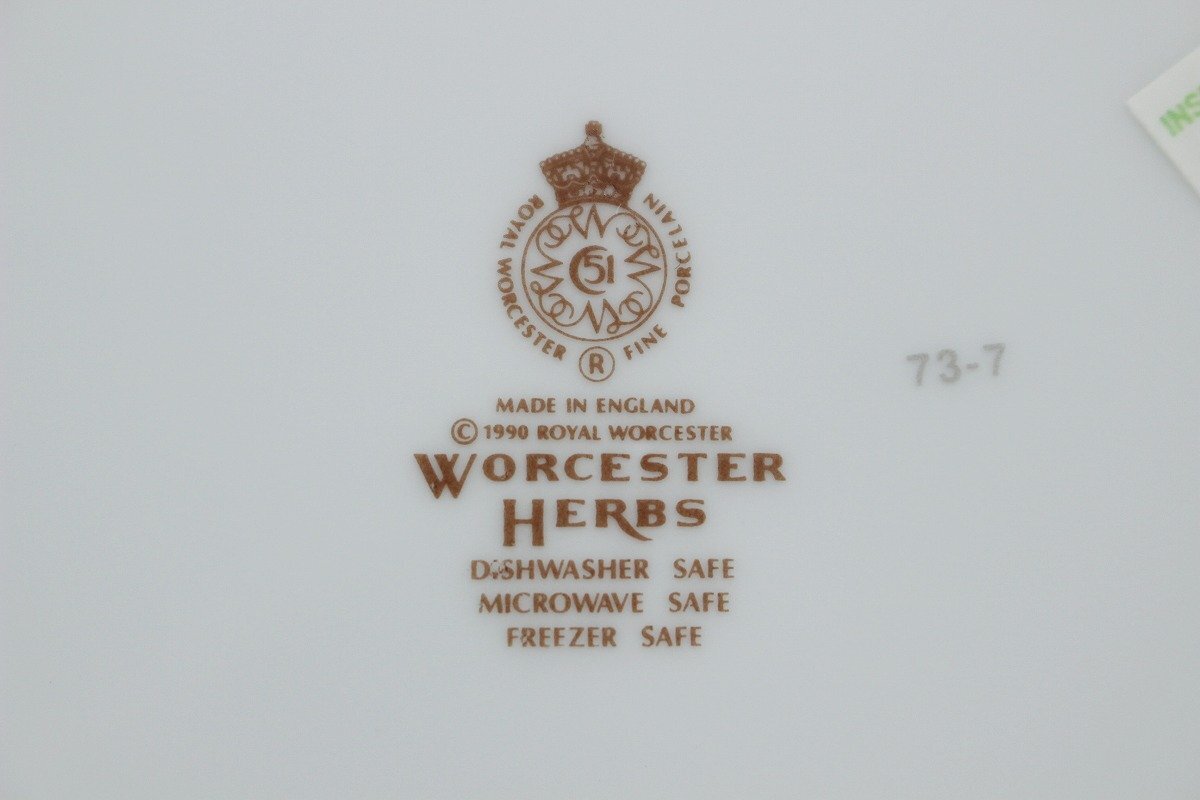 ROYAL WORCESTER FINE PORCELAIN
51
®
MADE IN ENGLAND
© 1990 ROYAL WORCESTER
WORCESTER
HERBS
DISHWASHER SAFE
MICROWAVE SAFE
FREEZER SAFE
73-7